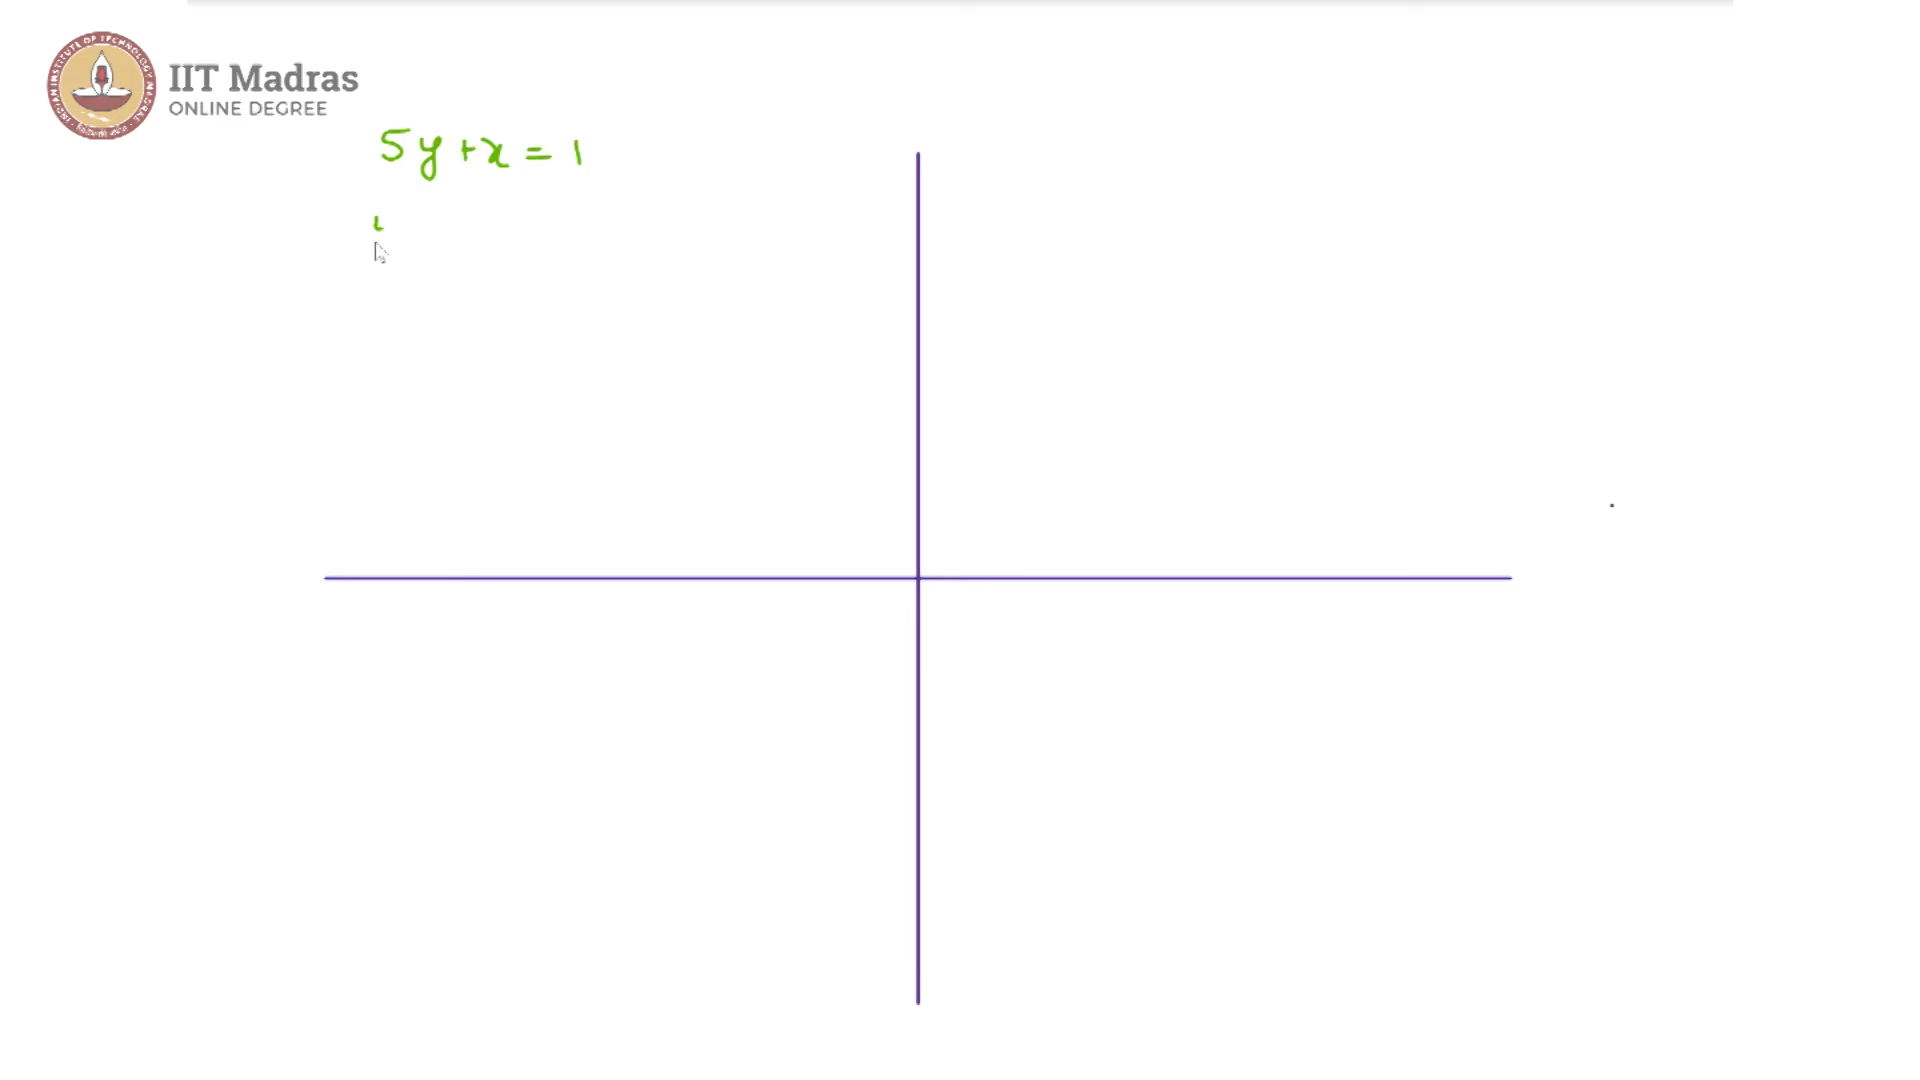 IIT Madras
ONLINE DEGREE
5y+x = 1